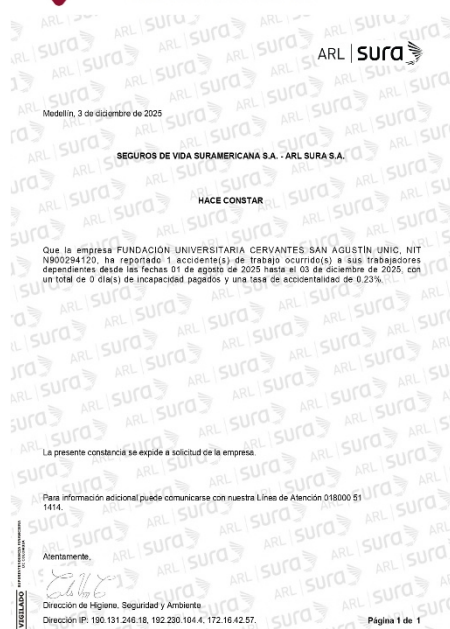 ARL | sura
Medellín, 3 de diciembre de 2025
SEGUROS DE VIDA SURAMERICANA S.A. - ARL SURA S.A.
HACE CONSTAR
Que la empresa FUNDACIÓN UNIVERSITARIA CERVANTES SAN AGUSTÍN UNIC, NIT
N900294120, ha reportado 1 accidente(s) de trabajo ocurrido(s) a sus trabajadores
dependientes desde las fechas 01 de agosto de 2025 hasta el 03 de diciembre de 2025, con
un total de 0 día(s) de incapacidad pagados y una tasa de accidentalidad de 0.23%.
La presente constancia se expide a solicitud de la empresa.
Para información adicional puede comunicarse con nuestra Línea de Atención 018000 51
1414.
Atentamente,
Dirección de Higiene, Seguridad y Ambiente
Dirección IP: 190.131.246.18, 192.230.104.4, 172.16.42.57.
Página 1 de 1
VIGILADO SUPERINTENDENCIA FINANCIERA
DE COLOMBIA